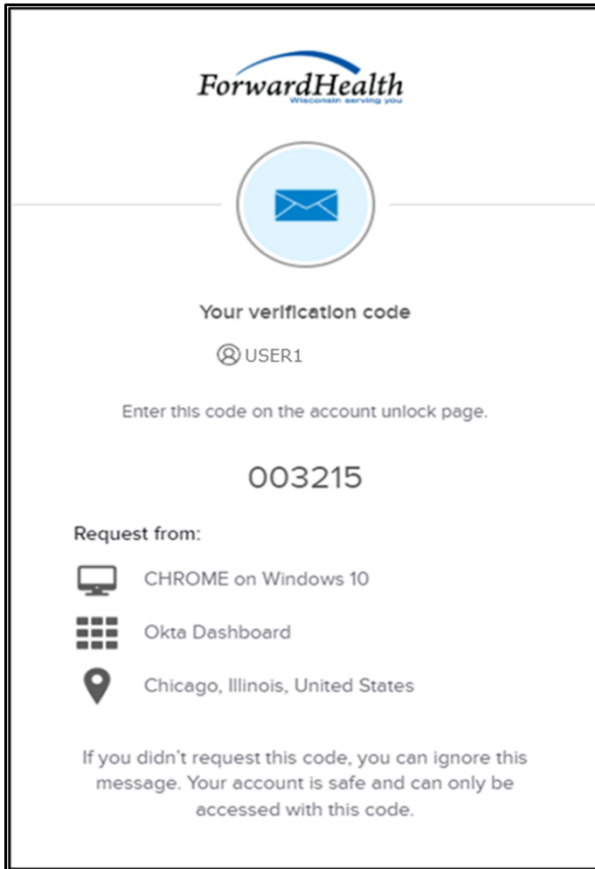 ForwardHealth
Wisconsin serving you
Your verification code
USER1
Enter this code on the account unlock page.
003215
Request from:
CHROME on Windows 10
Okta Dashboard
Chicago, Illinois, United States
If you didn't request this code, you can ignore this
message. Your account is safe and can only be
accessed with this code.